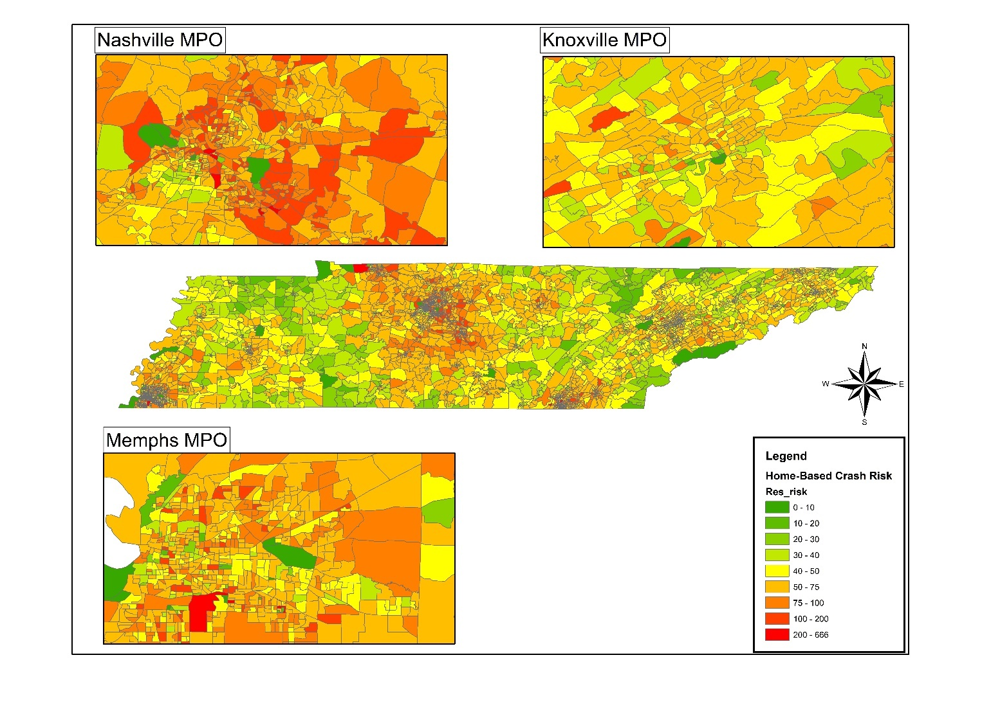 Nashville MPO
Knoxville MPO
N
W
E
S
Memphs MPO
Legend
Home-Based Crash Risk
Res_risk
0 - 10
10 - 20
20 - 30
30 - 40
40 - 50
50 - 75
75 - 100
100 - 200
200 - 666